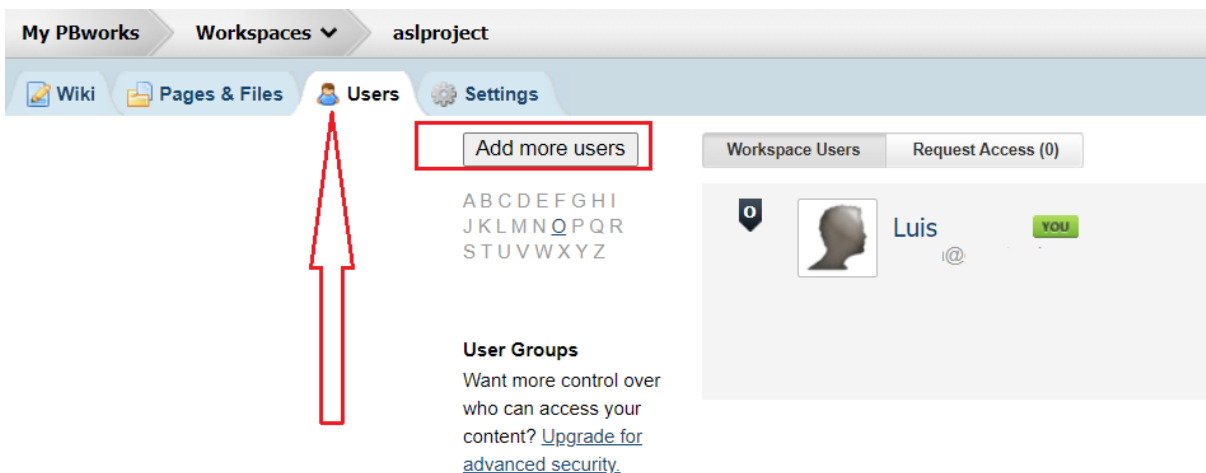 My PBworks Workspaces aslproject
Wiki Pages & Files Users Settings
Add more users
Workspace Users Request Access (0)
A B C D E F G H I
J K L M N O P Q R
S T U V W X Y Z
O
Luis YOU
@
User Groups
Want more control over
who can access your
content? Upgrade for
advanced security.